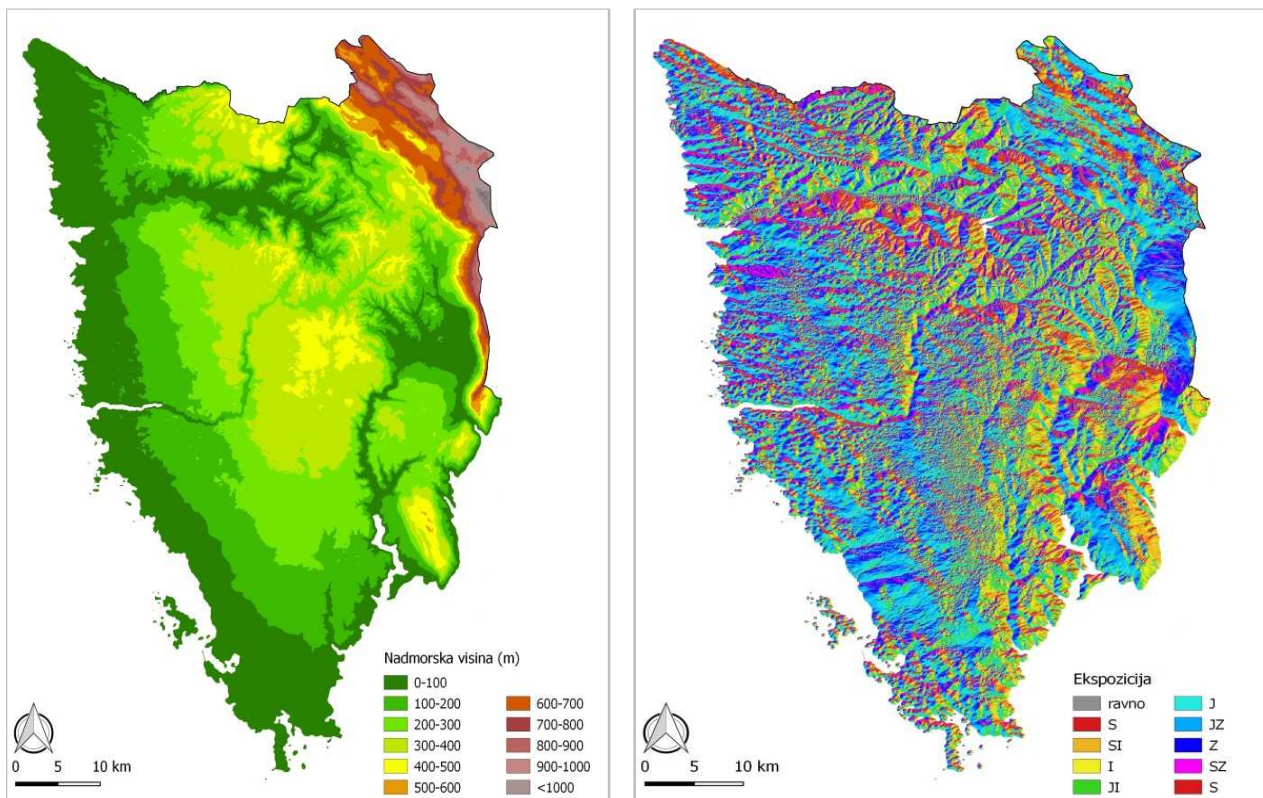 Nadmorska visina (m)
0-100
100-200
200-300
300-400
400-500
500-600
600-700
700-800
800-900
900-1000
<1000
0 5 10 km
Ekspozicija
ravno
S
SI
I
JI
J
JZ
Z
SZ
S
0 5 10 km